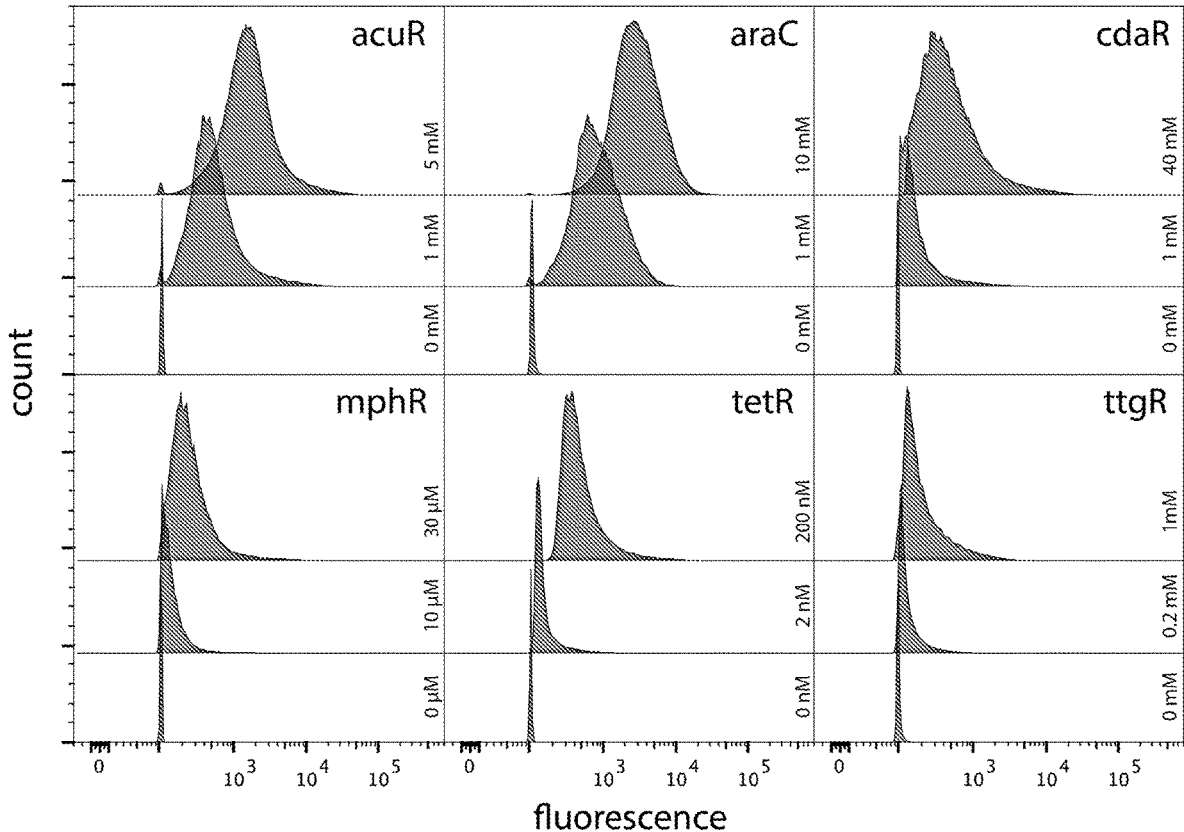 acuR
5 mM
1 mM
0 mM
araC
10 mM
1 mM
0 mM
cdaR
40 mM
1 mM
0 mM
mphR
30 µM
10 µM
0 µM
tetR
200 nM
2 nM
0 nM
ttgR
1mM
0.2 mM
0 mM
count
0 10³ 10⁴ 10⁵ 0 10³ 10⁴ 10⁵ 0 10³ 10⁴ 10⁵
fluorescence